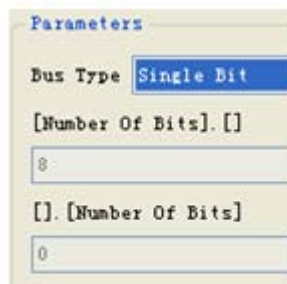 Parameters
Bus Type Single Bit
[Number Of Bits].[]
8
[].[Number Of Bits]
0